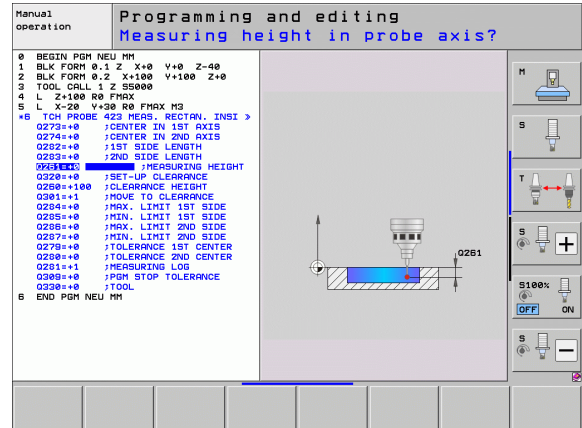 Manual
operation
Programming and editing
Measuring height in probe axis?
0 BEGIN PGM NEU MM
1 BLK FORM 0.1 Z X+0 Y+0 Z-40
2 BLK FORM 0.2 X+100 Y+100 Z+0
3 TOOL CALL 1 Z S5000
4 L Z+100 R0 FMAX
5 L X-20 Y+30 R0 FMAX M3
*6 TCH PROBE 423 MEAS. RECTAN. INSI »
Q273=+0 ;CENTER IN 1ST AXIS
Q274=+0 ;CENTER IN 2ND AXIS
Q282=+0 ;1ST SIDE LENGTH
Q283=+0 ;2ND SIDE LENGTH
Q261=+0 ;MEASURING HEIGHT
Q320=+0 ;SET-UP CLEARANCE
Q260=+100 ;CLEARANCE HEIGHT
Q301=+1 ;MOVE TO CLEARANCE
Q284=+0 ;MAX. LIMIT 1ST SIDE
Q285=+0 ;MIN. LIMIT 1ST SIDE
Q286=+0 ;MAX. LIMIT 2ND SIDE
Q287=+0 ;MIN. LIMIT 2ND SIDE
Q279=+0 ;TOLERANCE 1ST CENTER
Q280=+0 ;TOLERANCE 2ND CENTER
Q281=+1 ;MEASURING LOG
Q309=+0 ;PGM STOP TOLERANCE
Q330=+0 ;TOOL
6 END PGM NEU MM
Q261
M
S
T
S
S100%
OFF ON
S